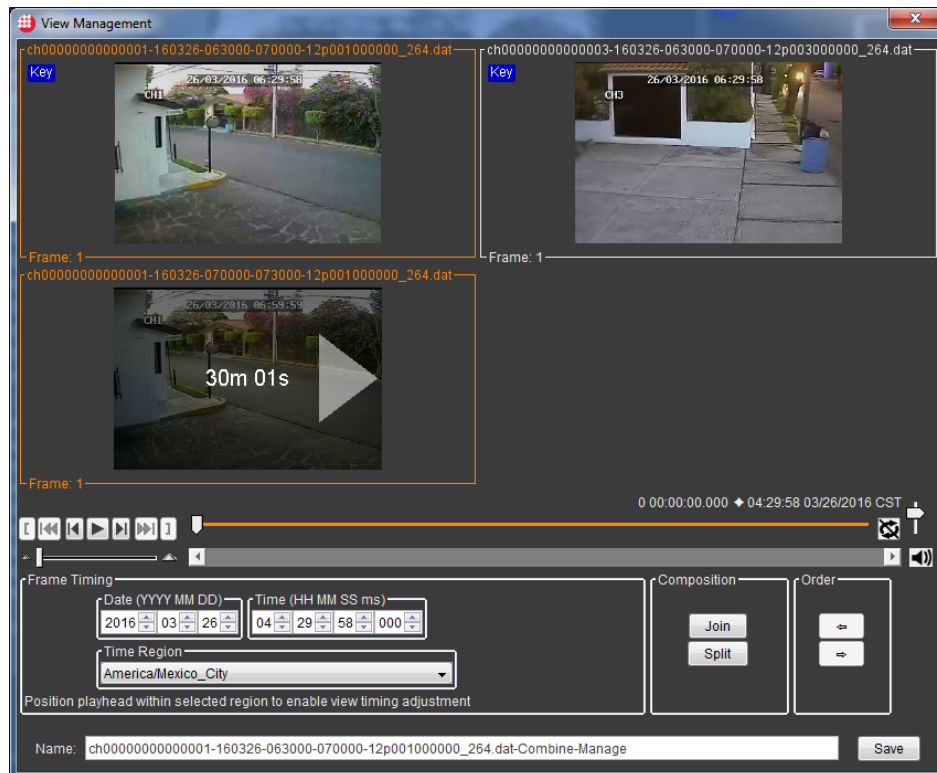 View Management
ch00000000000001-160326-063000-070000-12p001000000_264.dat
ch00000000000003-160326-063000-070000-12p003000000_264.dat
Key
26/03/2016 06:29:58
CH1
Key
26/03/2016 06:29:58
CH3
Frame: 1
Frame: 1
ch00000000000001-160326-070000-073000-12p001000000_264.dat
26/03/2016 06:59:59
CH1
30m 01s
Frame: 1
0 00:00:00.000 ◆ 04:29:58 03/26/2016 CST
Frame Timing
Date (YYYY MM DD)
Time (HH MM SS ms)
2016 03 26 04 29 58 000
Time Region
America/Mexico_City
Position playhead within selected region to enable view timing adjustment
Composition
Join
Split
Order
Name: ch00000000000001-160326-063000-070000-12p001000000_264.dat-Combine-Manage
Save